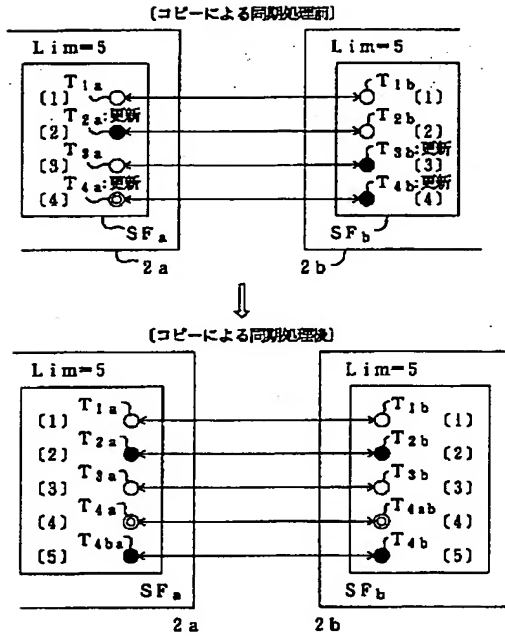 〔コピーによる同期処理前〕
Lim=5 Lim=5
T1a T1b
[1] [1]
T2a:更新 T2b
[2] [2]
T3a T3b:更新
[3] [3]
T4a:更新 T4b:更新
[4] [4]
SFa SFb
2a 2b
〔コピーによる同期処理後〕
Lim=5 Lim=5
[1] T1a T1b [1]
[2] T2a T2b [2]
[3] T3a T3b [3]
[4] T4a T4ab [4]
[5] T4ba T4b [5]
SFa SFb
2a 2b